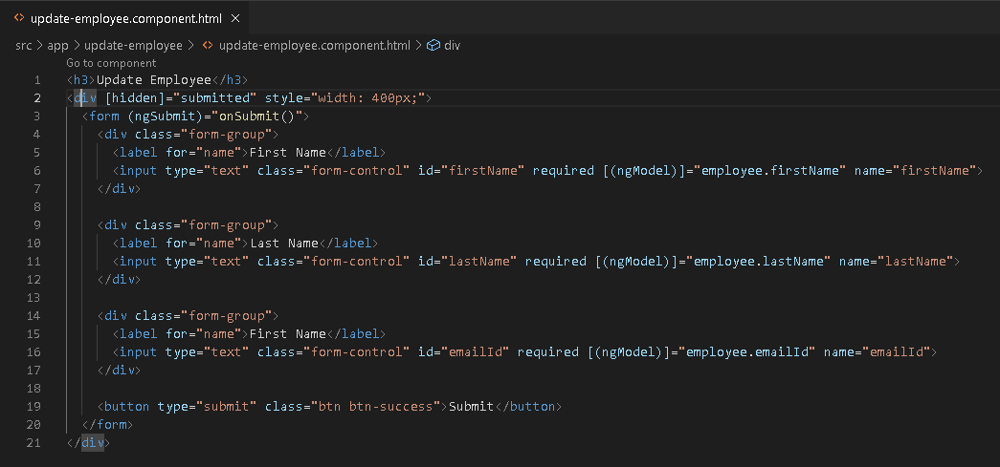 update-employee.component.html ×
src > app > update-employee > <> update-employee.component.html > div
Go to component
1 <h3>Update Employee</h3>
2 <div [hidden]="submitted" style="width: 400px;">
3 <form (ngSubmit)="onSubmit()">
4 <div class="form-group">
5 <label for="name">First Name</label>
6 <input type="text" class="form-control" id="firstName" required [(ngModel)]="employee.firstName" name="firstName">
7 </div>
8
9 <div class="form-group">
10 <label for="name">Last Name</label>
11 <input type="text" class="form-control" id="lastName" required [(ngModel)]="employee.lastName" name="lastName">
12 </div>
13
14 <div class="form-group">
15 <label for="name">First Name</label>
16 <input type="text" class="form-control" id="emailId" required [(ngModel)]="employee.emailId" name="emailId">
17 </div>
18
19 <button type="submit" class="btn btn-success">Submit</button>
20 </form>
21 </div>